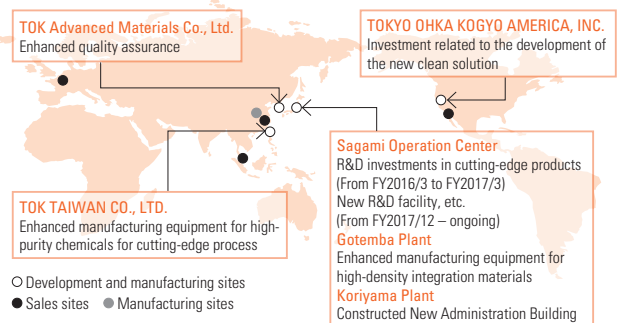 TOK Advanced Materials Co., Ltd.
Enhanced quality assurance
TOKYO OHKA KOGYO AMERICA, INC.
Investment related to the development of
the new clean solution
Sagami Operation Center
R&D investments in cutting-edge products
(From FY2016/3 to FY2017/3)
New R&D facility, etc.
(From FY2017/12 – ongoing)
Gotemba Plant
Enhanced manufacturing equipment for
high-density integration materials
Koriyama Plant
Constructed New Administration Building
TOK TAIWAN CO., LTD.
Enhanced manufacturing equipment for high-
purity chemicals for cutting-edge process
Development and manufacturing sites
Sales sites Manufacturing sites